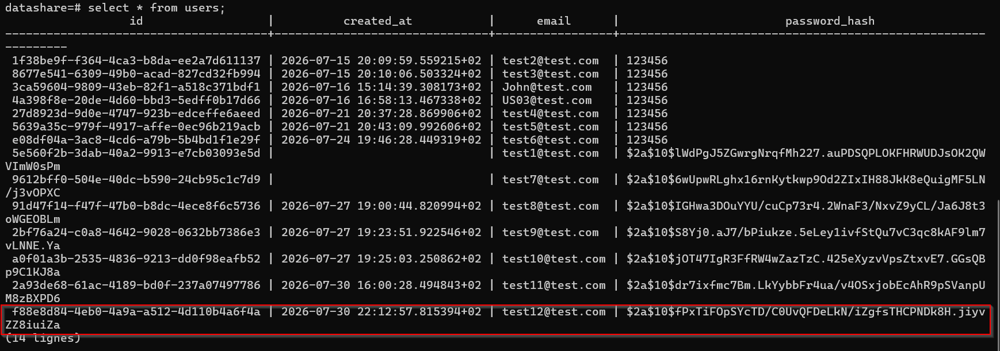 datashare=# select * from users;
                  id                  |          created_at           |      email      |                        password_hash
--------------------------------------+-------------------------------+-----------------+-----------------------------------------------------
---------
 1f38be9f-f364-4ca3-b8da-ee2a7d611137 | 2026-07-15 20:09:59.559215+02 | test2@test.com  | 123456
 8677e541-6309-49b0-acad-827cd32fb994 | 2026-07-15 20:10:06.503324+02 | test3@test.com  | 123456
 3ca59604-9809-43eb-82f1-a518c371bdf1 | 2026-07-16 15:14:39.308173+02 | John@test.com   | 123456
 4a398f8e-20de-4d60-bbd3-5edff0b17d66 | 2026-07-16 16:58:13.467338+02 | US03@test.com   | 123456
 27d8923d-9d0e-4747-923b-edceffe6aeed | 2026-07-21 20:37:28.869906+02 | test4@test.com  | 123456
 5639a35c-979f-4917-affe-0ec96b219acb | 2026-07-21 20:43:09.992606+02 | test5@test.com  | 123456
 e08df04a-3ac8-4cd6-a79b-5b4bd1f1e29f | 2026-07-24 19:46:28.449319+02 | test6@test.com  | 123456
 5e560f2b-3dab-40a2-9913-e7cb03093e5d |                               | test1@test.com  | $2a$10$lWdPgJ5ZGwrgNrqfMh227.auPDSQPLOKFHRWUDJsOK2QW
VImW0sPm
 9612bff0-504e-40dc-b590-24cb95c1c7d9 |                               | test7@test.com  | $2a$10$6wUpwRLghx16rnKytkwp9Od2ZIxIH88JkK8eQuigMF5LN
/j3vOPXC
 91d47f14-f47f-47b0-b8dc-4ece8f6c5736 | 2026-07-27 19:00:44.820994+02 | test8@test.com  | $2a$10$IGHwa3DOuYYU/cuCp73r4.2WnaF3/NxvZ9yCL/Ja6J8t3
oWGEOBLm
 2bf76a24-c0a8-4642-9028-0632bb7386e3 | 2026-07-27 19:23:51.922546+02 | test9@test.com  | $2a$10$S8Yj0.aJ7/bPiukze.5eLey1ivfStQu7vC3qc8kAF9lm7
vLNNE.Ya
 a0f01a3b-2535-4836-9213-dd0f98eafb52 | 2026-07-27 19:25:03.250862+02 | test10@test.com | $2a$10$jOT47IgR3FfRW4wZazTzC.425eXyzvVpsZtxvE7.GGsQB
p9C1KJ8a
 2a93de68-61ac-4189-bd0f-237a07497786 | 2026-07-30 16:00:28.494843+02 | test11@test.com | $2a$10$dr7ixfmc7Bm.LkYybbFr4ua/v4OSxjobEcAhR9pSVanpU
M8zBXPD6
 f88e8d84-4eb0-4a9a-a512-4d110b4a6f4a | 2026-07-30 22:12:57.815394+02 | test12@test.com | $2a$10$fPxTiFOpSYcTD/C0UvQFDeLkN/iZgfsTHCPNDk8H.jiyv
ZZ8iuiZa
(14 lignes)